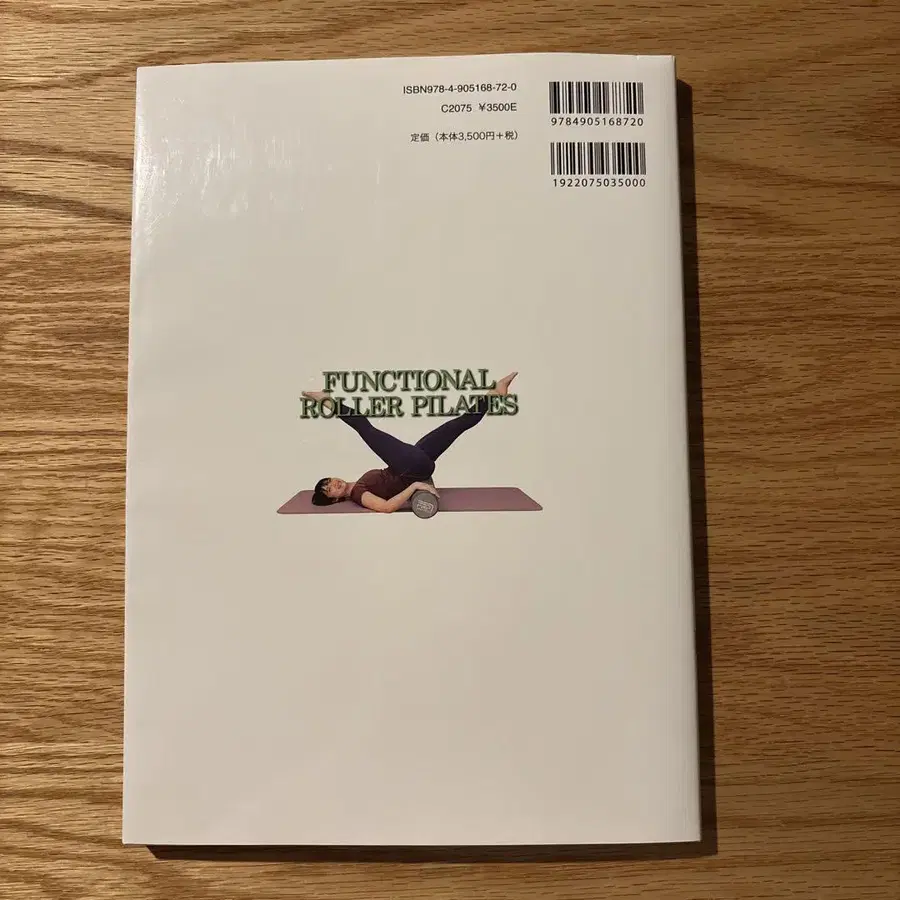 ISBN978-4-905168-72-0
C2075 ¥3500E
定価（本体3,500円+税）
9784905168720
1922075035000
FUNCTIONAL
ROLLER PILATES